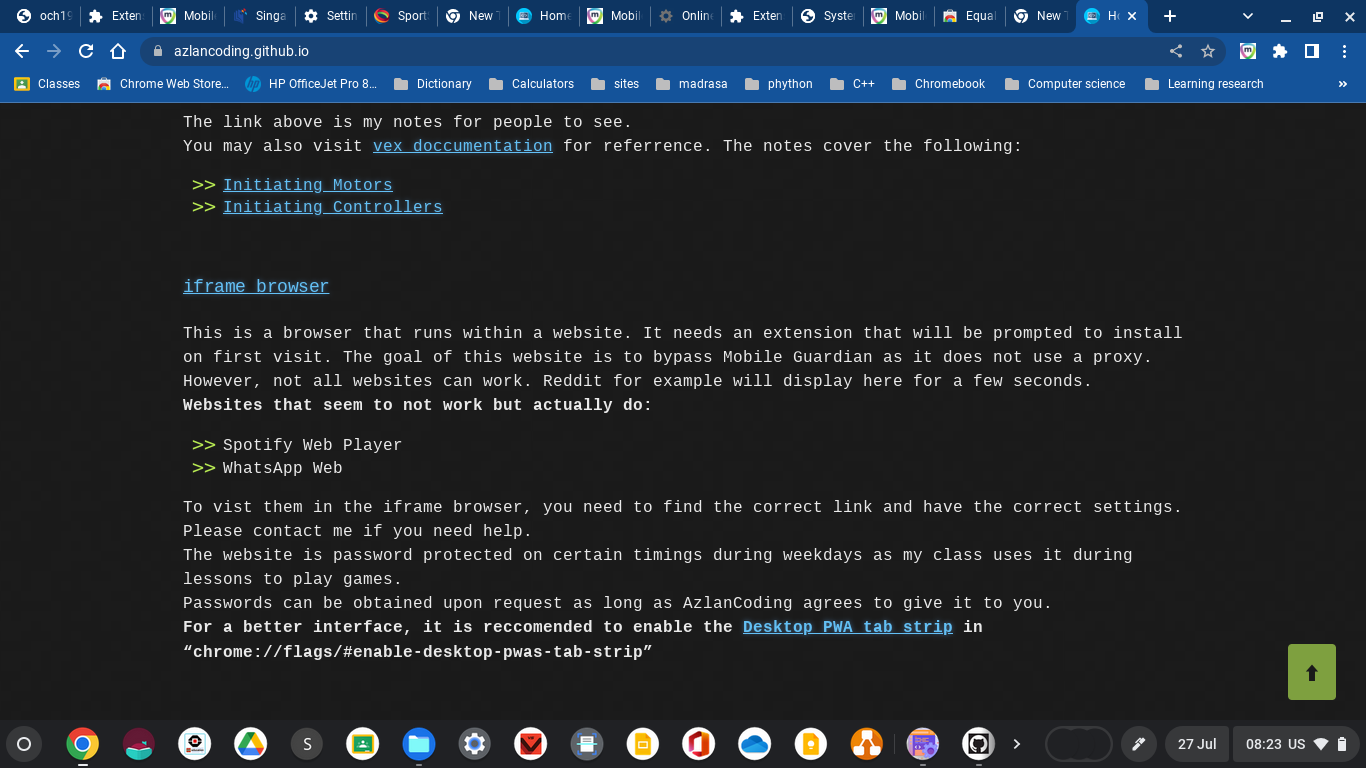 och19
Extens
Mobile
Singa
Settin
Sport
New T
Home
Mobil
Online
Exten
Syste
Mobile
Equal
New T
Ho
azlancoding.github.io
Classes
Chrome Web Store…
HP OfficeJet Pro 8…
Dictionary
Calculators
sites
madrasa
phython
C++
Chromebook
Computer science
Learning research
The link above is my notes for people to see.
You may also visit vex doccumentation for referrence. The notes cover the following:
>> Initiating Motors
>> Initiating Controllers
iframe browser
This is a browser that runs within a website. It needs an extension that will be prompted to install
on first visit. The goal of this website is to bypass Mobile Guardian as it does not use a proxy.
However, not all websites can work. Reddit for example will display here for a few seconds.
Websites that seem to not work but actually do:
>> Spotify Web Player
>> WhatsApp Web
To vist them in the iframe browser, you need to find the correct link and have the correct settings.
Please contact me if you need help.
The website is password protected on certain timings during weekdays as my class uses it during
lessons to play games.
Passwords can be obtained upon request as long as AzlanCoding agrees to give it to you.
For a better interface, it is reccomended to enable the Desktop PWA tab strip in
“chrome://flags/#enable-desktop-pwas-tab-strip”
S
27 Jul
08:23 US